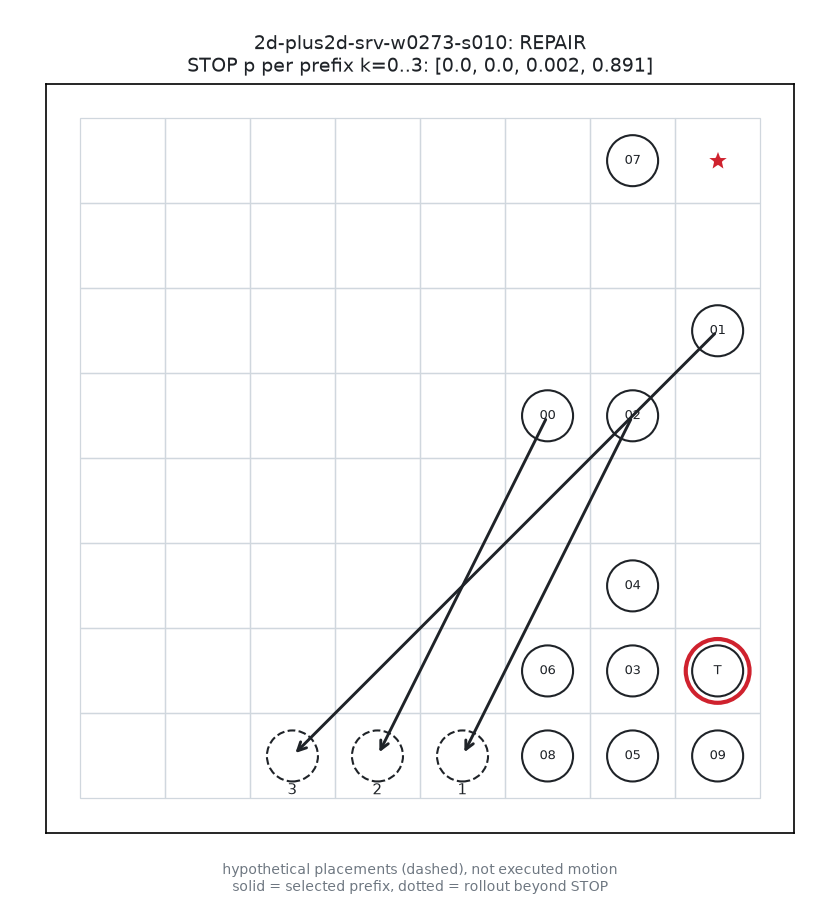 2d-plus2d-srv-w0273-s010: REPAIR
STOP p per prefix k=0..3: [0.0, 0.0, 0.002, 0.891]
07
01
00
02
04
06
03
T
08
05
09
3
2
1
hypothetical placements (dashed), not executed motion
solid = selected prefix, dotted = rollout beyond STOP